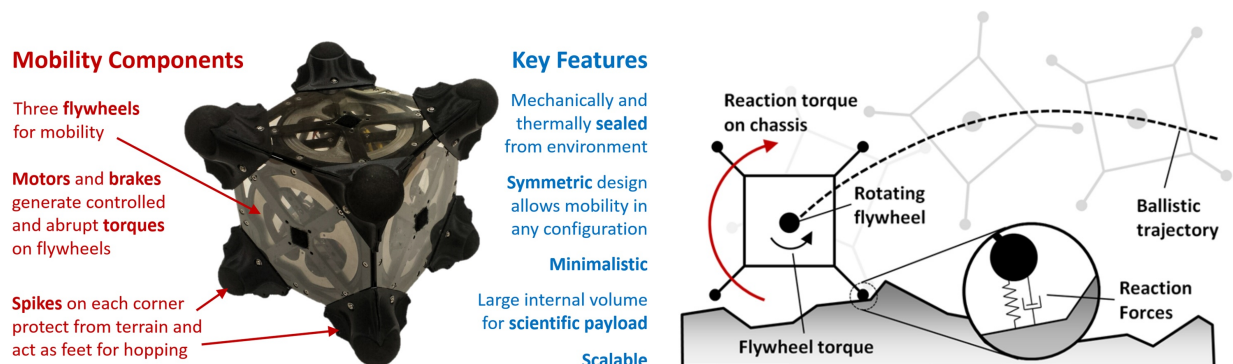 Mobility Components
Three flywheels
for mobility
Motors and brakes
generate controlled
and abrupt torques
on flywheels
Spikes on each corner
protect from terrain and
act as feet for hopping
Key Features
Mechanically and
thermally sealed
from environment
Symmetric design
allows mobility in
any configuration
Minimalistic
Large internal volume
for scientific payload
Scalable
Reaction torque
on chassis
Rotating
flywheel
Ballistic
trajectory
Reaction
Forces
Flywheel torque